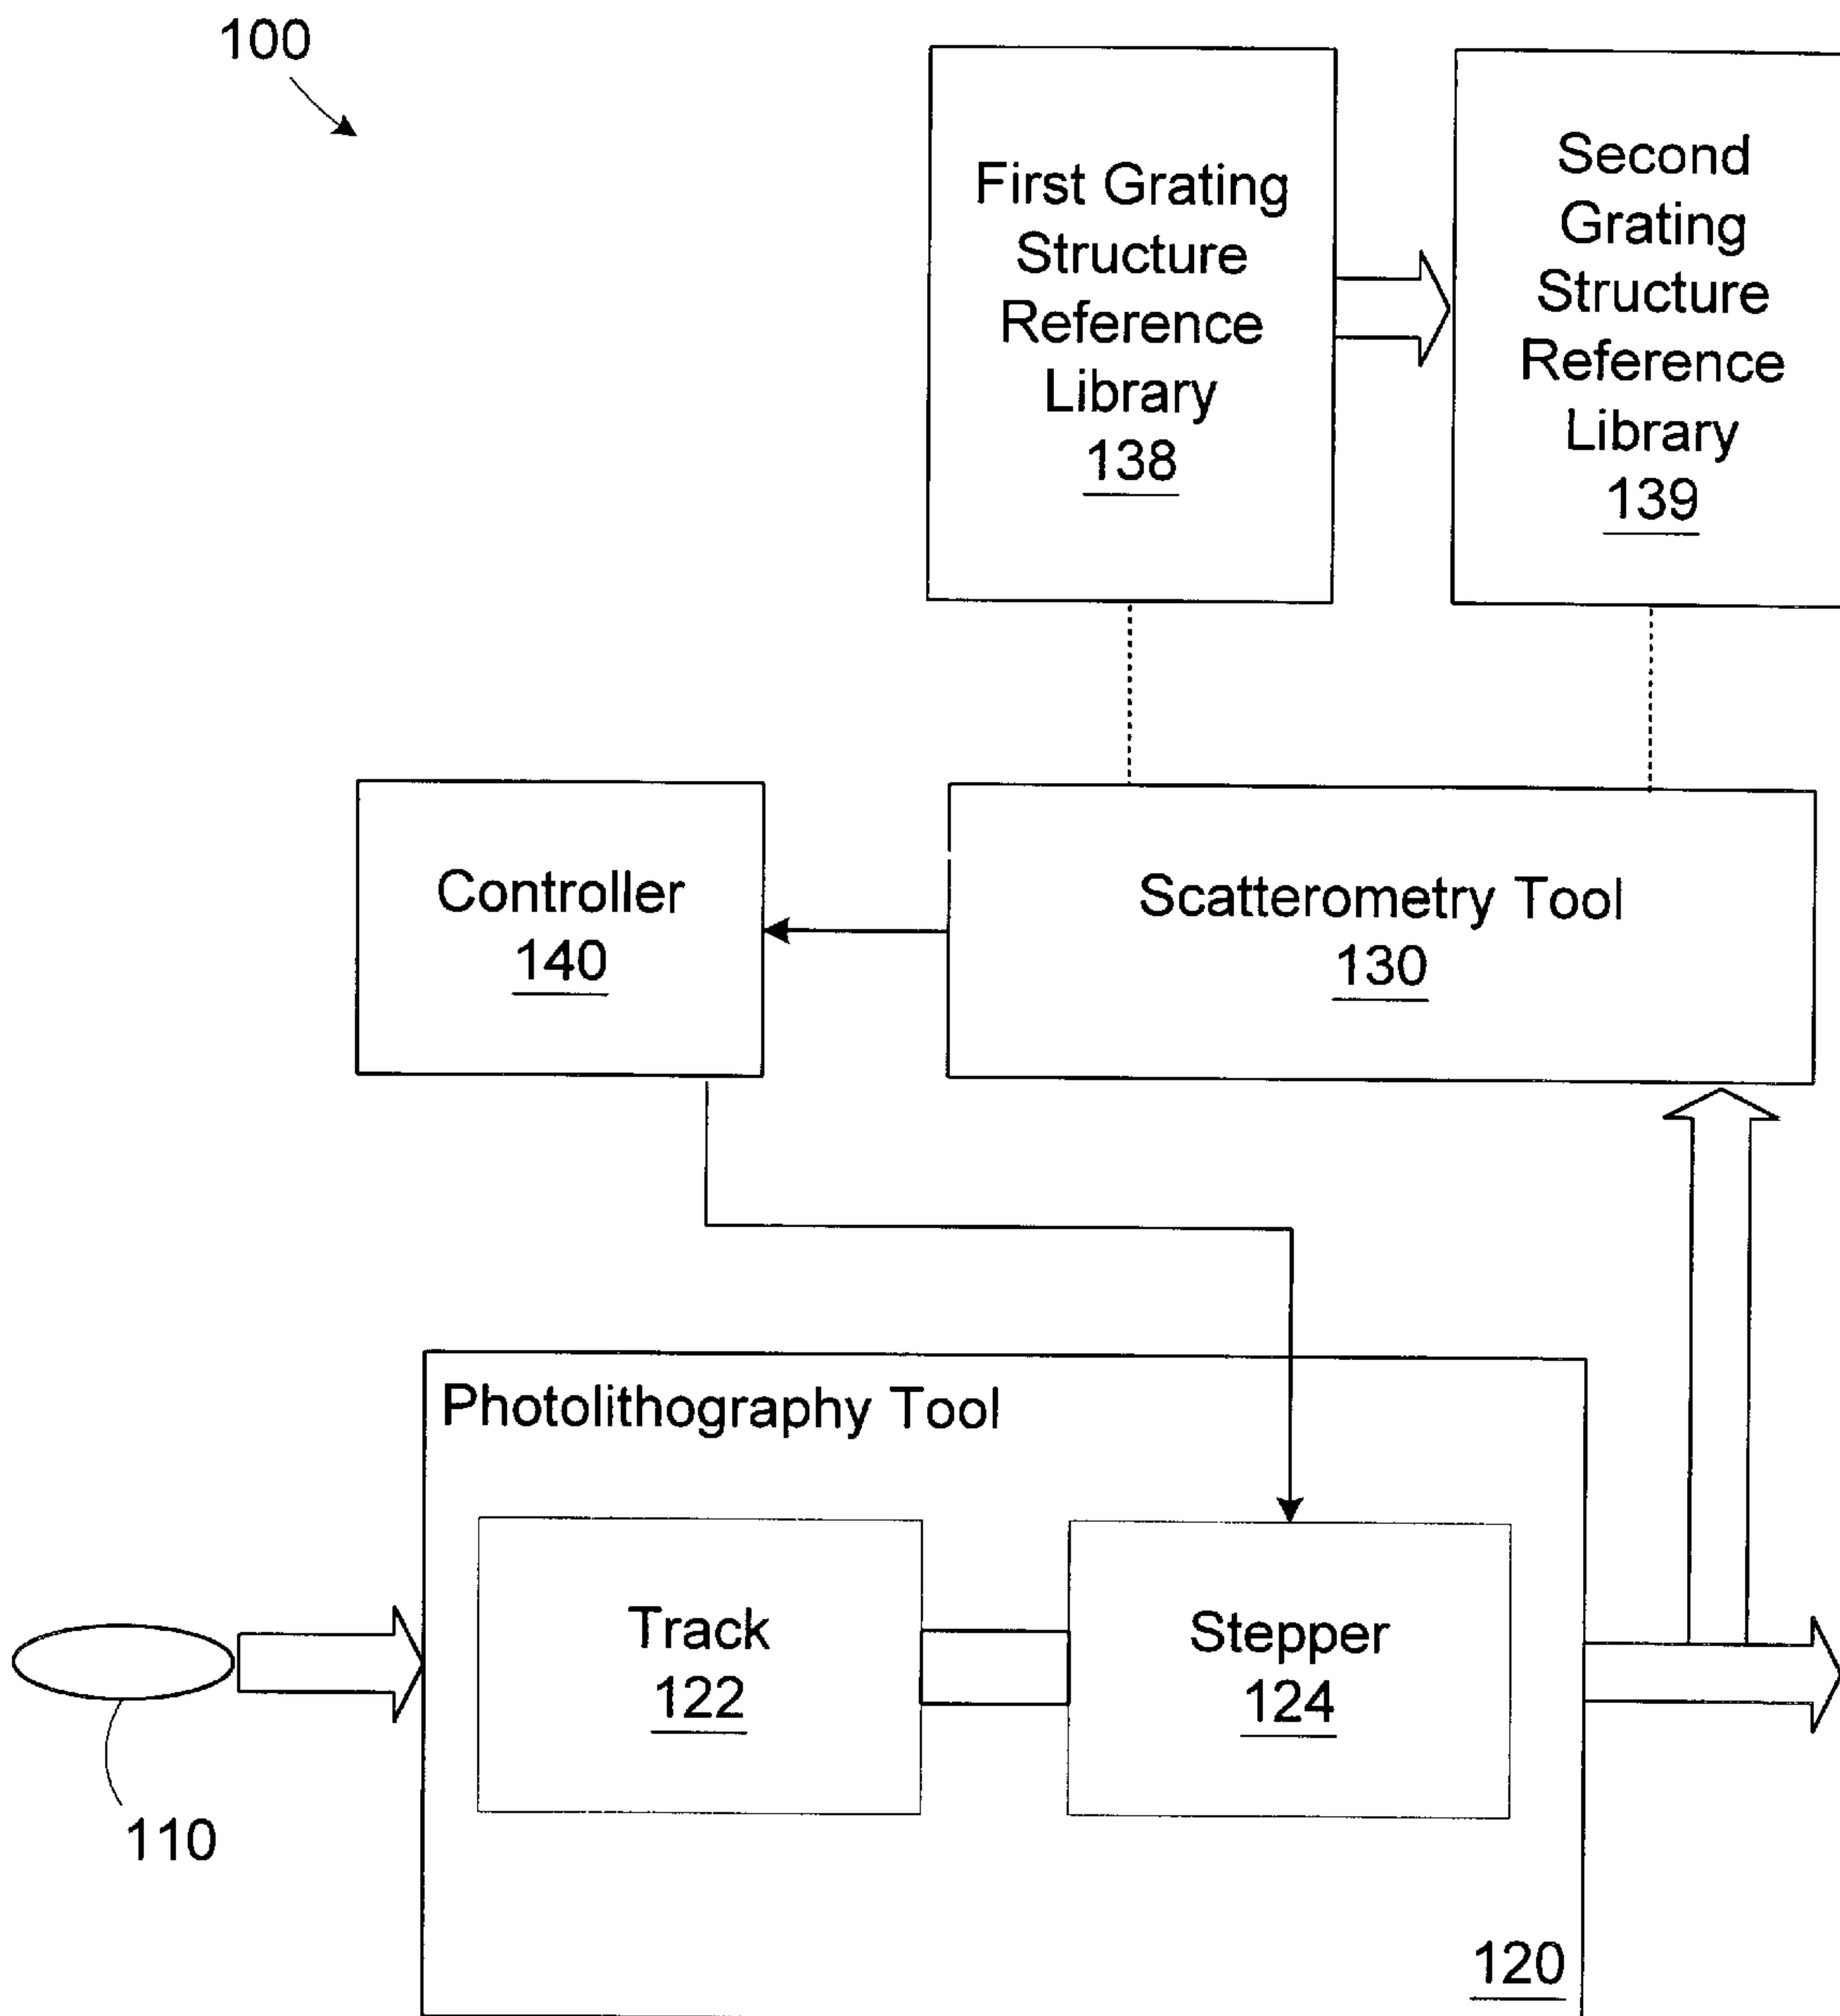 100
First Grating
Structure
Reference
Library
138
Second
Grating
Structure
Reference
Library
139
Controller
140
Scatterometry Tool
130
Photolithography Tool
Track
122
Stepper
124
110
120